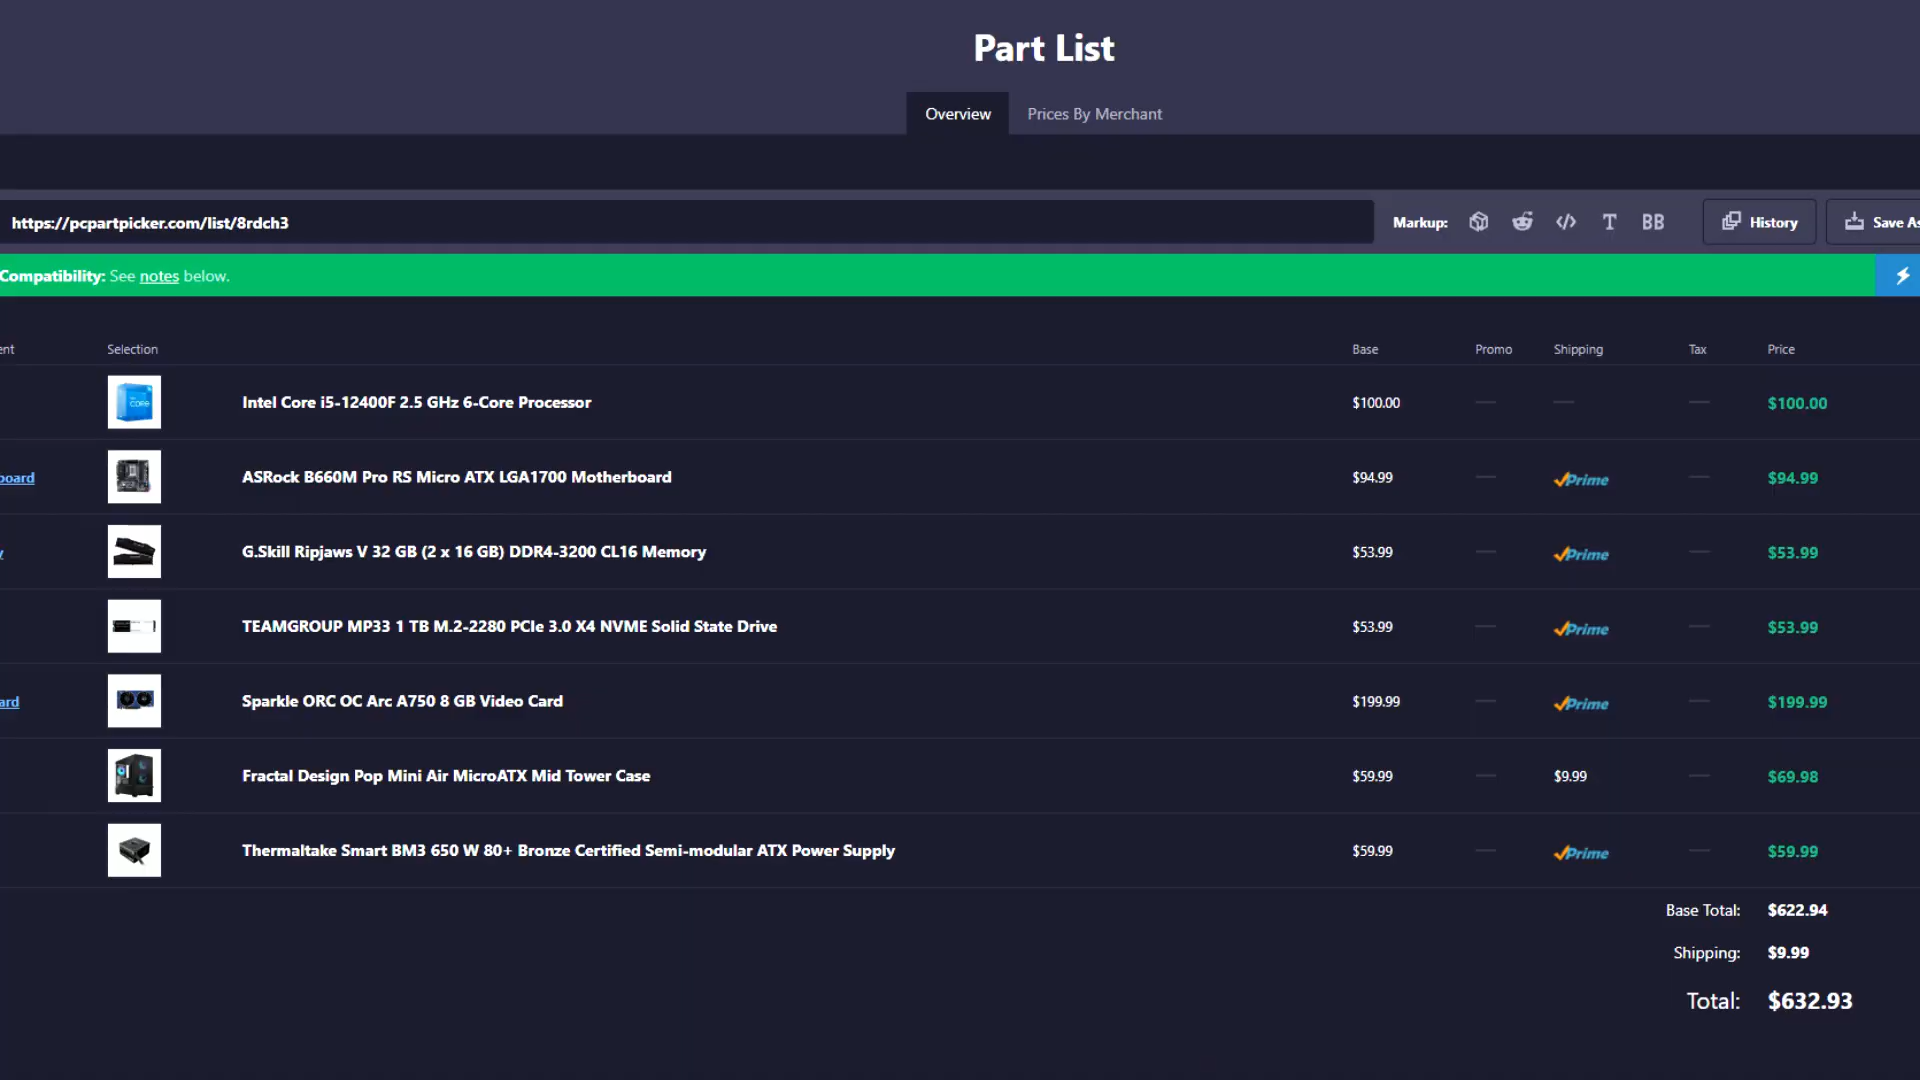 Part List
Overview
Prices By Merchant
https://pcpartpicker.com/list/8rdch3
Markup:
T
BB
History
Save As
Compatibility: See notes below.
ent
Selection
Base
Promo
Shipping
Tax
Price
Intel Core i5-12400F 2.5 GHz 6-Core Processor
$100.00
—
—
—
$100.00
board
ASRock B660M Pro RS Micro ATX LGA1700 Motherboard
$94.99
—
Prime
—
$94.99
y
G.Skill Ripjaws V 32 GB (2 x 16 GB) DDR4-3200 CL16 Memory
$53.99
—
Prime
—
$53.99
TEAMGROUP MP33 1 TB M.2-2280 PCIe 3.0 X4 NVME Solid State Drive
$53.99
—
Prime
—
$53.99
ard
Sparkle ORC OC Arc A750 8 GB Video Card
$199.99
—
Prime
—
$199.99
Fractal Design Pop Mini Air MicroATX Mid Tower Case
$59.99
—
$9.99
—
$69.98
Thermaltake Smart BM3 650 W 80+ Bronze Certified Semi-modular ATX Power Supply
$59.99
—
Prime
—
$59.99
Base Total: $622.94
Shipping: $9.99
Total: $632.93